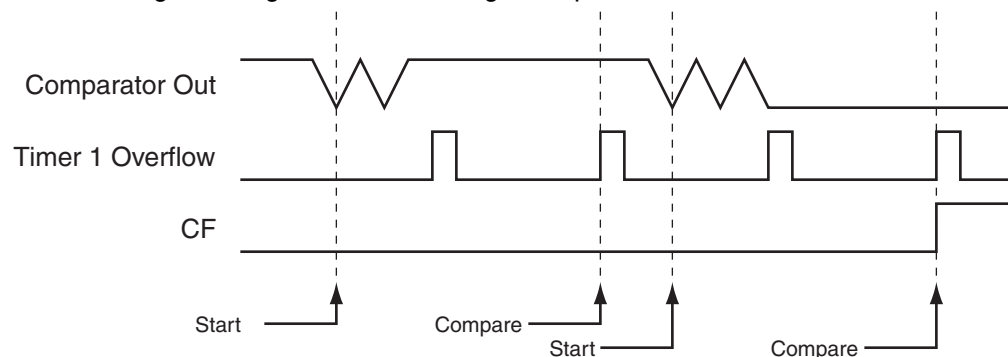 Comparator Out
Timer 1 Overflow
CF
Start
Compare
Start
Compare